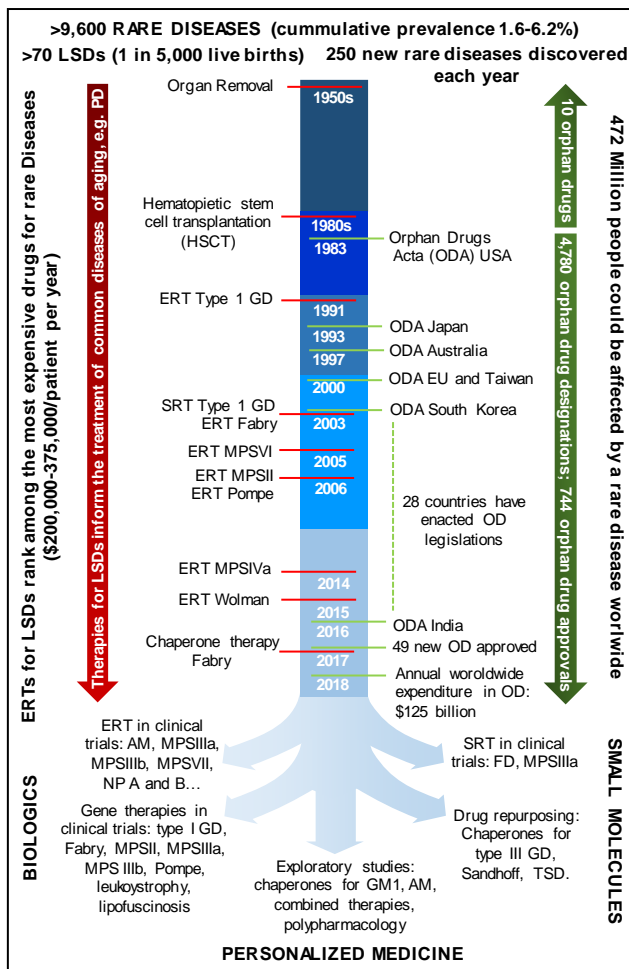 >9,600 RARE DISEASES (cummulative prevalence 1.6-6.2%)
>70 LSDs (1 in 5,000 live births)
250 new rare diseases discovered
each year
ERTs for LSDs rank among the most expensive drugs for rare Diseases
($200,000-375,000/patient per year)
Therapies for LSDs inform the treatment of common diseases of aging, e.g. PD
Organ Removal
1950s
Hematopietic stem
cell transplantation
(HSCT)
1980s
1983
Orphan Drugs
Acta (ODA) USA
ERT Type 1 GD
1991
ODA Japan
1993
ODA Australia
1997
ODA EU and Taiwan
2000
SRT Type 1 GD
ERT Fabry
ODA South Korea
2003
ERT MPSVI
2005
ERT MPSII
ERT Pompe
2006
28 countries have
enacted OD
legislations
ERT MPSIVa
2014
ERT Wolman
2015
ODA India
2016
49 new OD approved
Chaperone therapy
Fabry
2017
Annual woroldwide
expenditure in OD:
$125 billion
2018
10 orphan drugs
4,780 orphan drug designations; 744 orphan drug approvals
472 Million people could be affected by a rare disease worlwide
BIOLOGICS
ERT in clinical
trials: AM, MPSIIIa,
MPSIIIb, MPSVII,
NP A and B…
Gene therapies in
clinical trials: type I GD,
Fabry, MPSII, MPSIIIa,
MPS IIIb, Pompe,
leukoystrophy,
lipofuscinosis
Exploratory studies:
chaperones for GM1, AM,
combined therapies,
polypharmacology
SRT in clinical
trials: FD, MPSIIIa
Drug repurposing:
Chaperones for
type III GD,
Sandhoff, TSD.
SMALL MOLECULES
PERSONALIZED MEDICINE